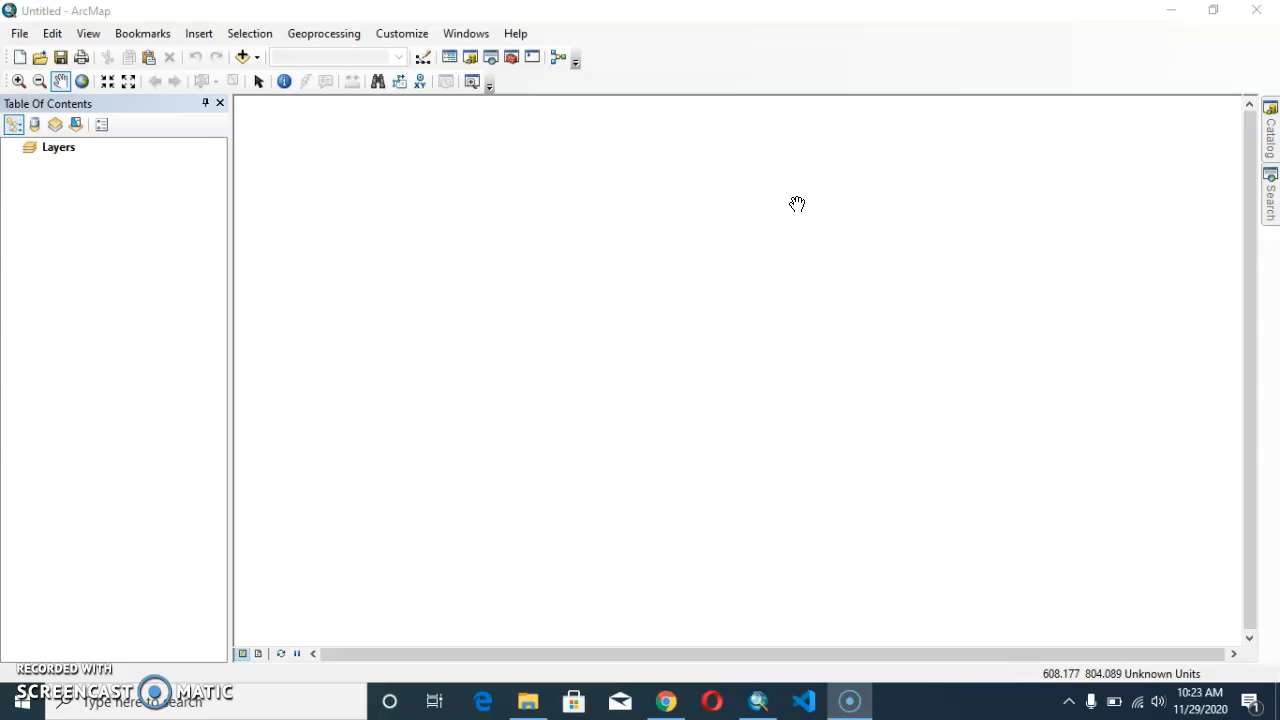 Untitled - ArcMap
File Edit View Bookmarks Insert Selection Geoprocessing Customize Windows Help
Table Of Contents
Layers
Catalog
Search
XY
608.177 804.089 Unknown Units
RECORDED WITH
SCREENCAST MATIC
Type here to search
10:23 AM
11/29/2020
1